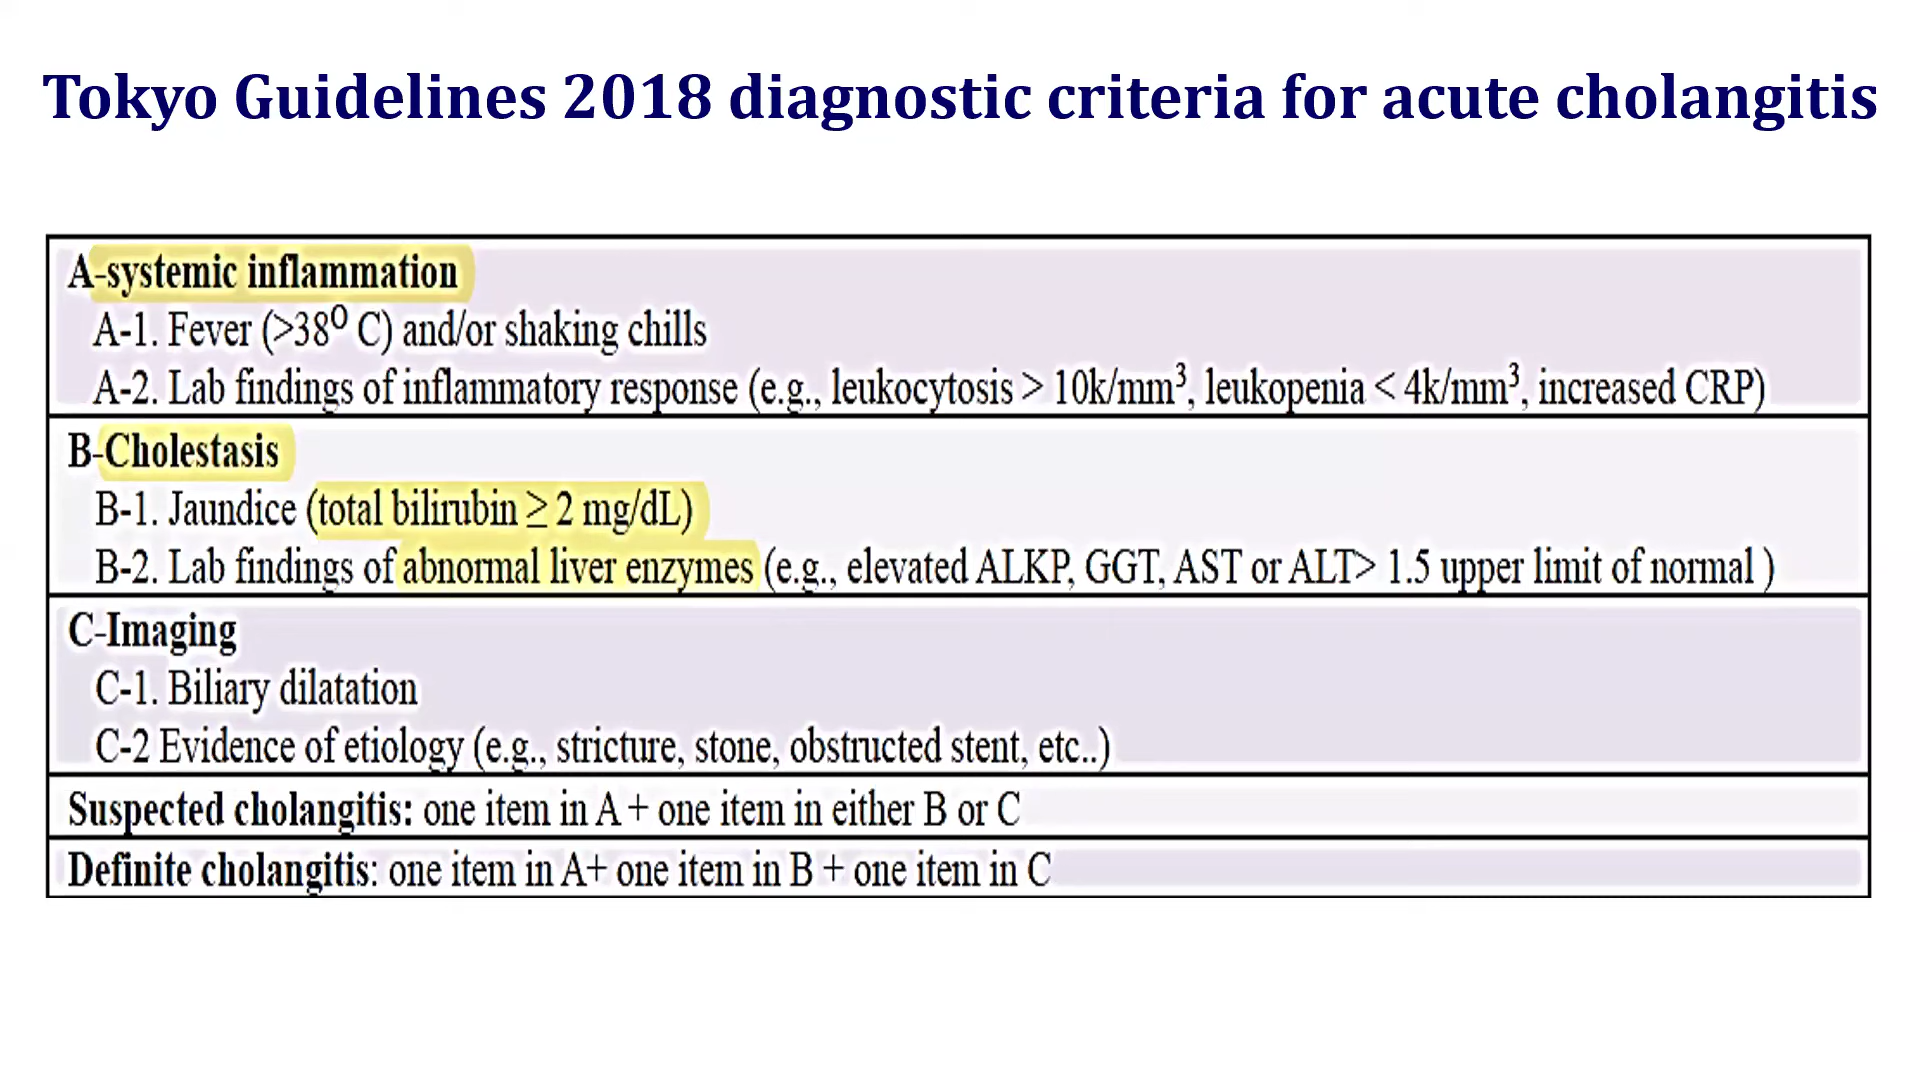 Tokyo Guidelines 2018 diagnostic criteria for acute cholangitis
A-systemic inflammation
A-1. Fever (>38⁰ C) and/or shaking chills
A-2. Lab findings of inflammatory response (e.g., leukocytosis > 10k/mm³, leukopenia < 4k/mm³, increased CRP)
B-Cholestasis
B-1. Jaundice (total bilirubin ≥ 2 mg/dL)
B-2. Lab findings of abnormal liver enzymes (e.g., elevated ALKP, GGT, AST or ALT> 1.5 upper limit of normal )
C-Imaging
C-1. Biliary dilatation
C-2 Evidence of etiology (e.g., stricture, stone, obstructed stent, etc..)
Suspected cholangitis: one item in A + one item in either B or C
Definite cholangitis: one item in A+ one item in B + one item in C